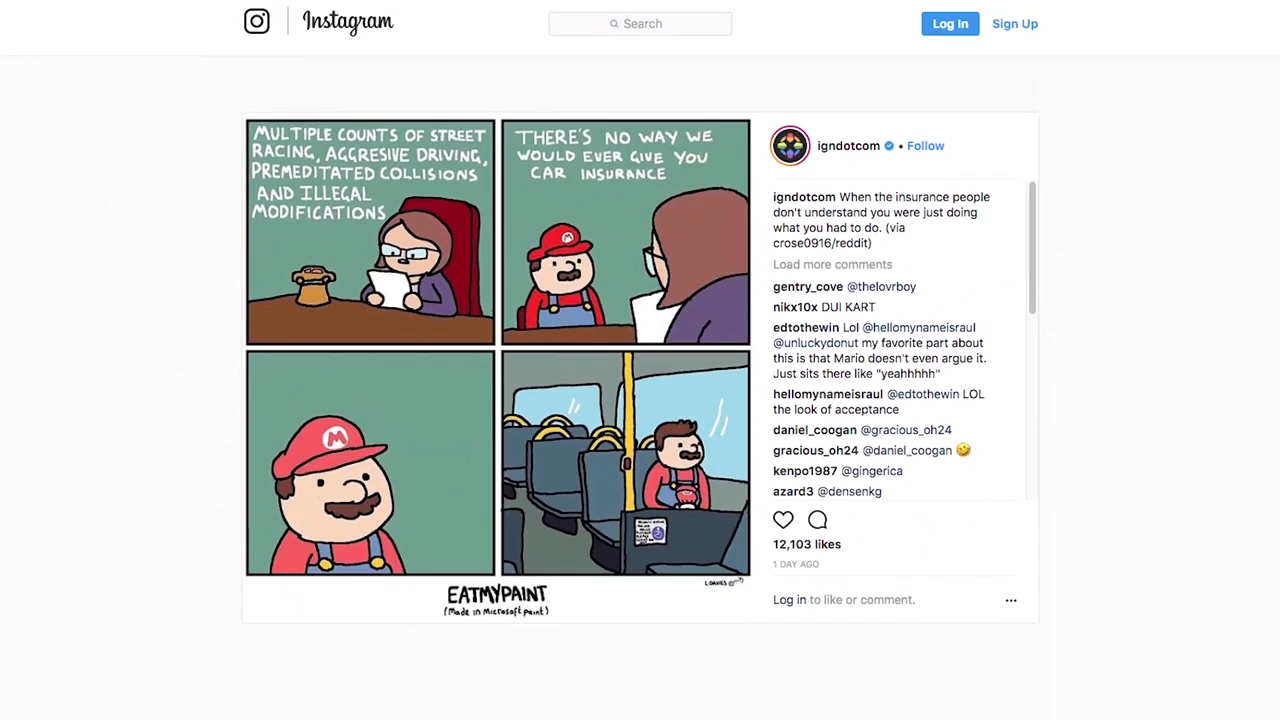 Instagram
Search
Log In
Sign Up
MULTIPLE COUNTS OF STREET
RACING, AGGRESIVE DRIVING,
PREMEDITATED COLLISIONS
AND ILLEGAL
MODIFICATIONS
THERE'S NO WAY WE
WOULD EVER GIVE YOU
CAR INSURANCE
M
M
EATMYPAINT
(Made in Microsoft paint)
L DAVIES
igndotcom • Follow
igndotcom When the insurance people
don't understand you were just doing
what you had to do. (via
crose0916/reddit)
Load more comments
gentry_cove @thelovrboy
nikx10x DUI KART
edtothewin Lol @hellomynameisraul
@unluckydonut my favorite part about
this is that Mario doesn't even argue it.
Just sits there like "yeahhhhh"
hellomynameisraul @edtothewin LOL
the look of acceptance
daniel_coogan @gracious_oh24
gracious_oh24 @daniel_coogan 🤣
kenpo1987 @gingerica
azard3 @densenkg
12,103 likes
1 DAY AGO
Log in to like or comment.